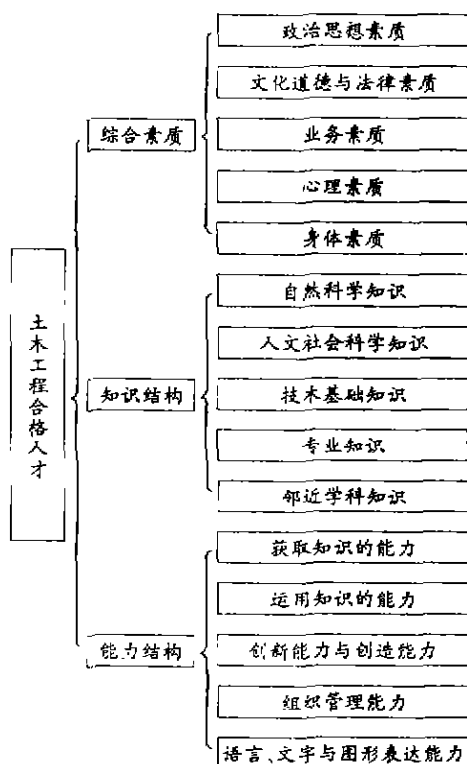 土木工程合格人才
综合素质
政治思想素质
文化道德与法律素质
业务素质
心理素质
身体素质
知识结构
自然科学知识
人文社会科学知识
技术基础知识
专业知识
邻近学科知识
能力结构
获取知识的能力
运用知识的能力
创新能力与创造能力
组织管理能力
语言、文字与图形表达能力